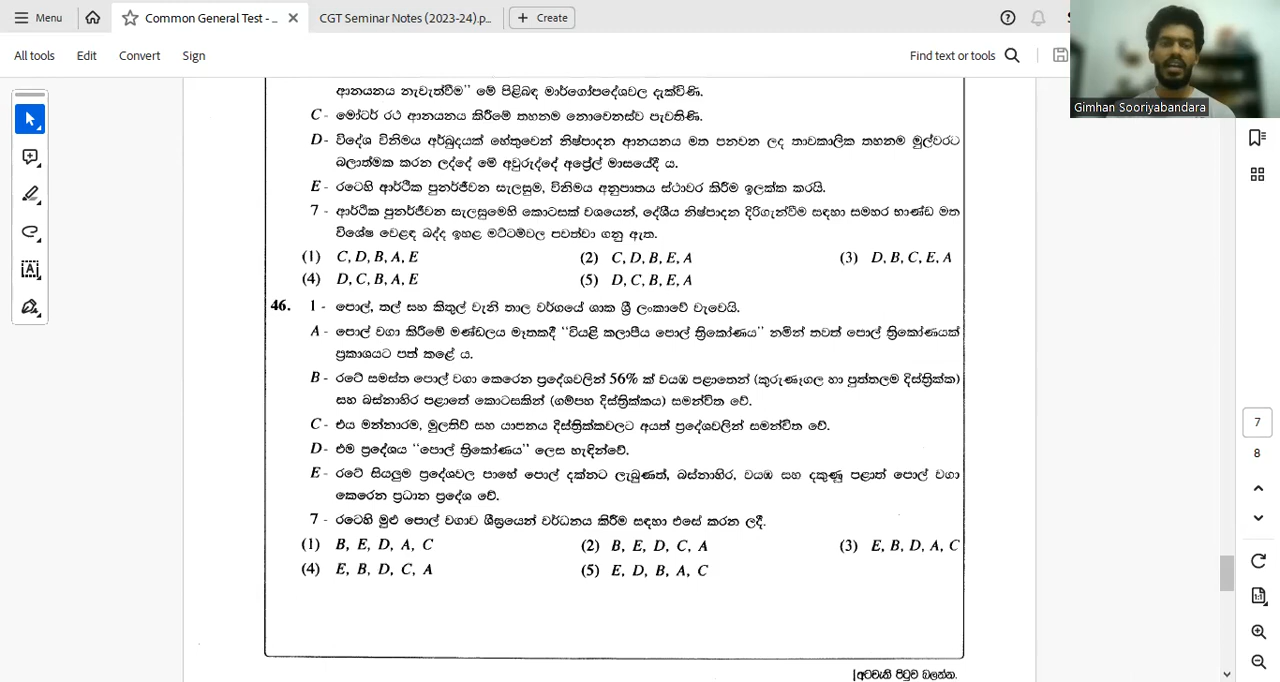 Menu
Common General Test - ...
CGT Seminar Notes (2023-24).p...
Create
All tools
Edit
Convert
Sign
Find text or tools
Gimhan Sooriyabandara
ආනයනය නැවැත්වීම" මේ පිළිබඳ මාර්ගෝපදේශවල දැක්විණි.
C - මෝටර් රථ ආනයනය කිරීමේ තහනම නොවෙනස්ව පැවතිණි.
D - විදේශ විනිමය අර්බුදයක් හේතුවෙන් නිෂ්පාදන ආනයනය මත පනවන ලද තාවකාලික තහනම මුල්වරට
බලාත්මක කරන ලද්දේ මේ අවුරුද්දේ අප්‍රේල් මාසයේදී ය.
E - රටෙහි ආර්ථික පුනර්ජීවන සැලසුම, විනිමය අනුපාතය ස්ථාවර කිරීම ඉලක්ක කරයි.
7 - ආර්ථික පුනර්ජීවන සැලසුමෙහි කොටසක් වශයෙන්, දේශීය නිෂ්පාදන දිරිගැන්වීම සඳහා සමහර භාණ්ඩ මත
විශේෂ වෙළඳ බද්ද ඉහළ මට්ටම්වල පවත්වා ගනු ඇත.
(1) C, D, B, A, E (2) C, D, B, E, A (3) D, B, C, E, A
(4) D, C, B, A, E (5) D, C, B, E, A
46. 1 - පොල්, තල් සහ කිතුල් වැනි තාල වර්ගයේ ශාක ශ්‍රී ලංකාවේ වැවෙයි.
A - පොල් වගා කිරීමේ මණ්ඩලය මෑතකදී "වියළි කලාපීය පොල් ත්‍රිකෝණය" නමින් තවත් පොල් ත්‍රිකෝණයක්
ප්‍රකාශයට පත් කළේ ය.
B - රටේ සමස්ත පොල් වගා කෙරෙන ප්‍රදේශවලින් 56% ක් වයඹ පළාතෙන් (කුරුණෑගල හා පුත්තලම දිස්ත්‍රික්ක)
සහ බස්නාහිර පළාතේ කොටසකින් (ගම්පහ දිස්ත්‍රික්කය) සමන්විත වේ.
C - එය මන්නාරම, මුලතිව් සහ යාපනය දිස්ත්‍රික්කවලට අයත් ප්‍රදේශවලින් සමන්විත වේ.
D - එම ප්‍රදේශය "පොල් ත්‍රිකෝණය" ලෙස හැඳින්වේ.
E - රටේ සියලුම ප්‍රදේශවල පාහේ පොල් දක්නට ලැබුණත්, බස්නාහිර, වයඹ සහ දකුණු පළාත් පොල් වගා
කෙරෙන ප්‍රධාන ප්‍රදේශ වේ.
7 - රටෙහි මුළු පොල් වගාව ශීඝ්‍රයෙන් වර්ධනය කිරීම සඳහා එසේ කරන ලදී.
(1) B, E, D, A, C (2) B, E, D, C, A (3) E, B, D, A, C
(4) E, B, D, C, A (5) E, D, B, A, C
[අටවැනි පිටුව බලන්න.
7
8